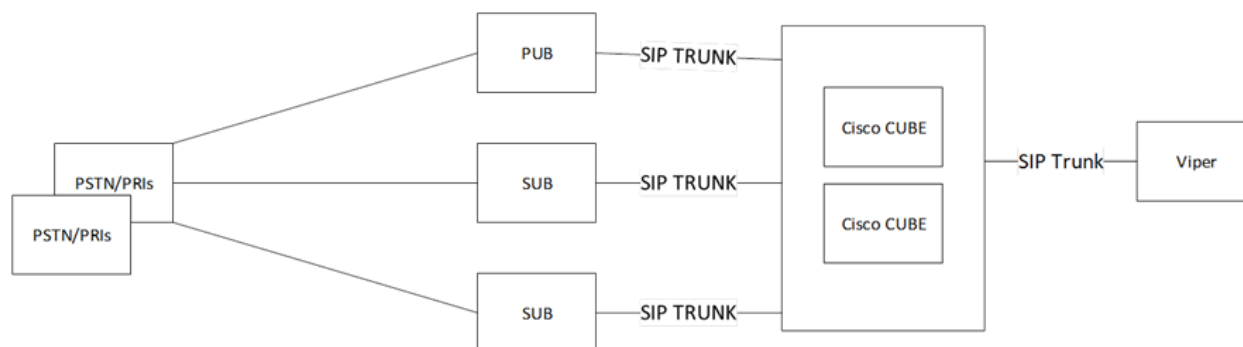 PUB
SIP TRUNK
Cisco CUBE
SIP Trunk
Viper
PSTN/PRIs
SUB
SIP TRUNK
Cisco CUBE
PSTN/PRIs
SUB
SIP TRUNK